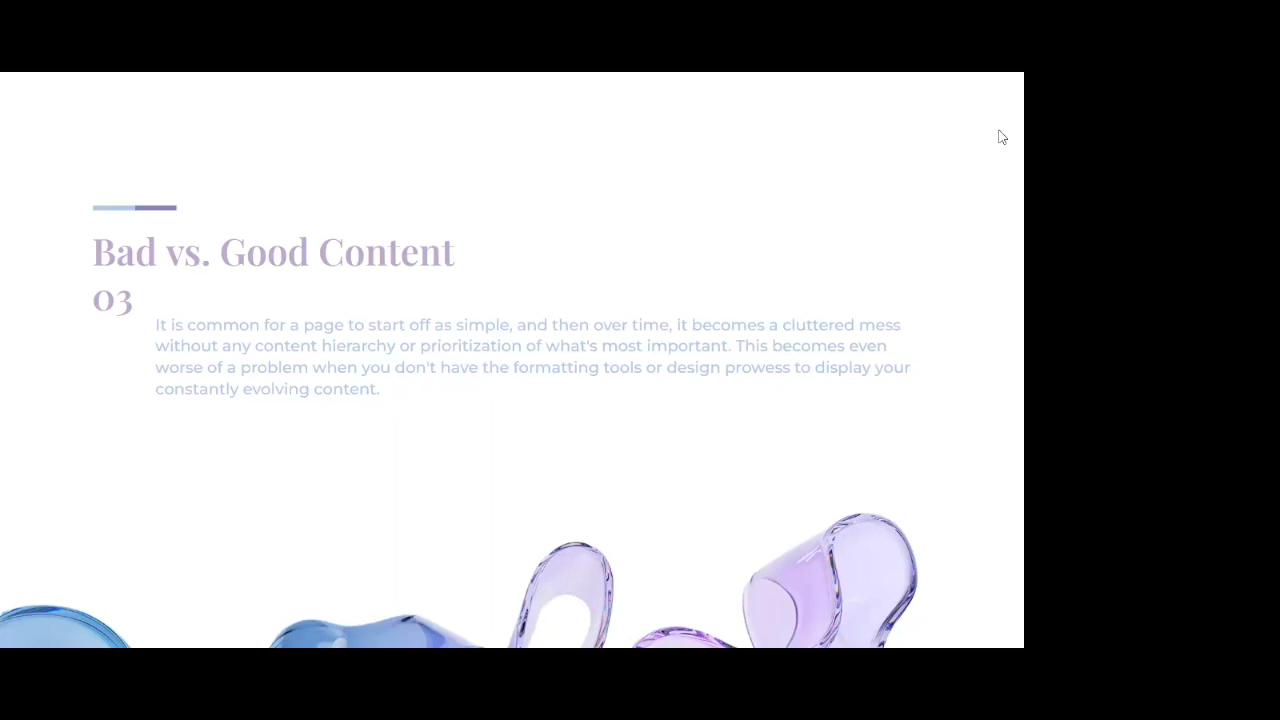 Bad vs. Good Content
03
It is common for a page to start off as simple, and then over time, it becomes a cluttered mess
without any content hierarchy or prioritization of what's most important. This becomes even
worse of a problem when you don't have the formatting tools or design prowess to display your
constantly evolving content.